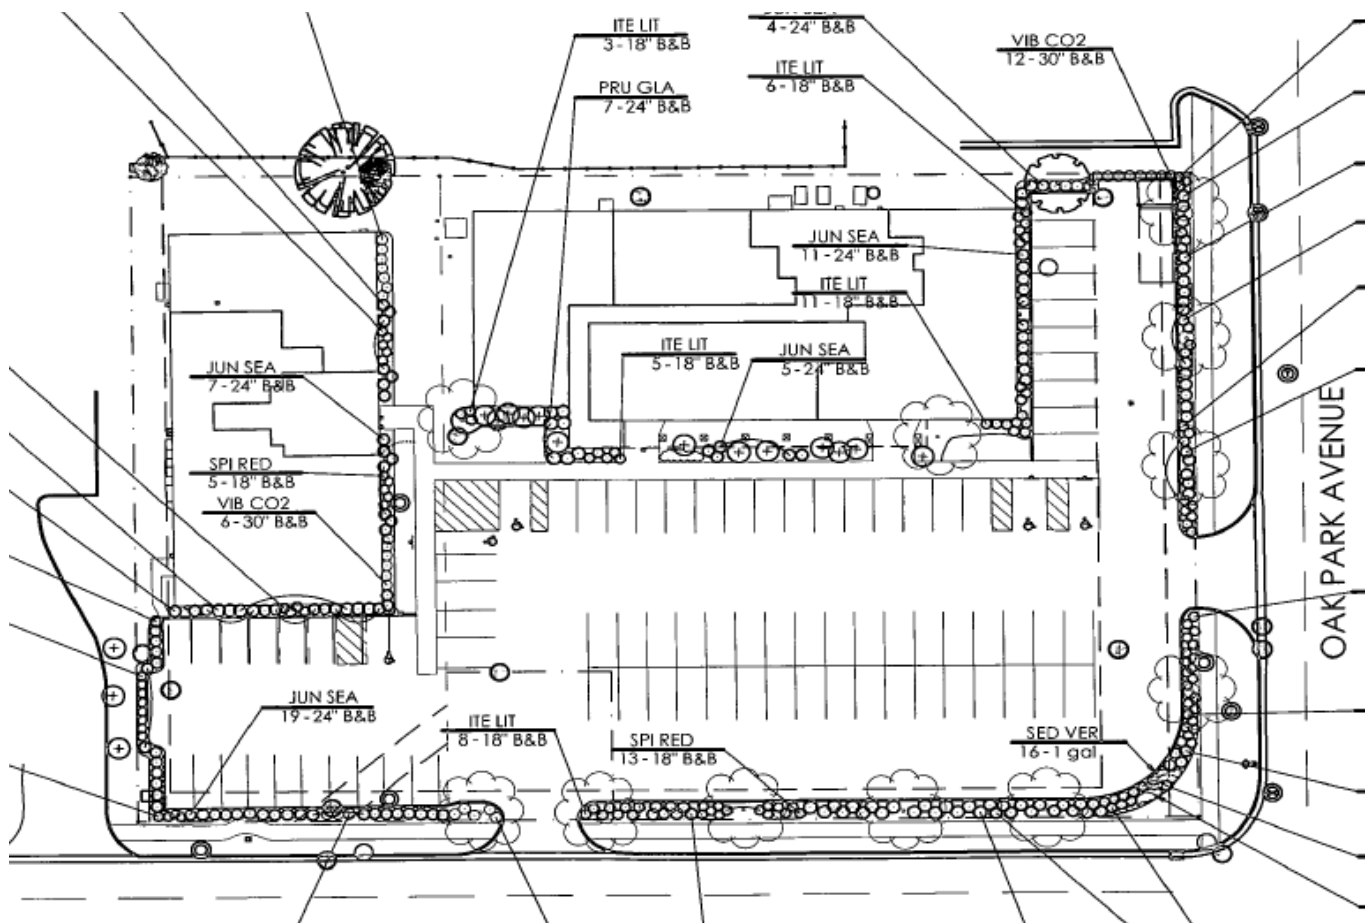 ITE LIT
3-18" B&B
JUN SEA
4-24" B&B
VIB CO2
12-30" B&B
PRU GLA
7-24" B&B
ITE LIT
6-18" B&B
JUN SEA
11-24" B&B
ITE LIT
11-18" B&B
ITE LIT
5-18" B&B
JUN SEA
5-24" B&B
JUN SEA
7-24" B&B
SPI RED
5-18" B&B
VIB CO2
6-30" B&B
OAK PARK AVENUE
JUN SEA
19-24" B&B
ITE LIT
8-18" B&B
SPI RED
13-18" B&B
SED VER
16-1 gal